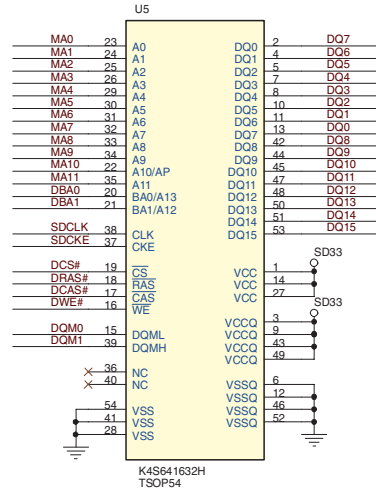 U5
MA0 23 A0 DQ0 2 DQ7
MA1 24 A1 DQ1 4 DQ6
MA2 25 A2 DQ2 5 DQ5
MA3 26 A3 DQ3 7 DQ4
MA4 29 A4 DQ4 8 DQ3
MA5 30 A5 DQ5 10 DQ2
MA6 31 A6 DQ6 11 DQ1
MA7 32 A7 DQ7 13 DQ0
MA8 33 A8 DQ8 42 DQ8
MA9 34 A9 DQ9 44 DQ9
MA10 22 A10/AP DQ10 45 DQ10
MA11 35 A11 DQ11 47 DQ11
DBA0 20 BA0/A13 DQ12 48 DQ12
DBA1 21 BA1/A12 DQ13 50 DQ13
DQ14 51 DQ14
SDCLK 38 CLK DQ15 53 DQ15
SDCKE 37 CKE
SD33
DCS# 19 CS VCC 1
DRAS# 18 RAS VCC 14
DCAS# 17 CAS VCC 27
DWE# 16 WE
SD33
VCCQ 3
DQM0 15 DQML VCCQ 9
DQM1 39 DQMH VCCQ 43
VCCQ 49
36 NC
40 NC VSSQ 6
VSSQ 12
54 VSS VSSQ 46
41 VSS VSSQ 52
28 VSS
K4S641632H
TSOP54